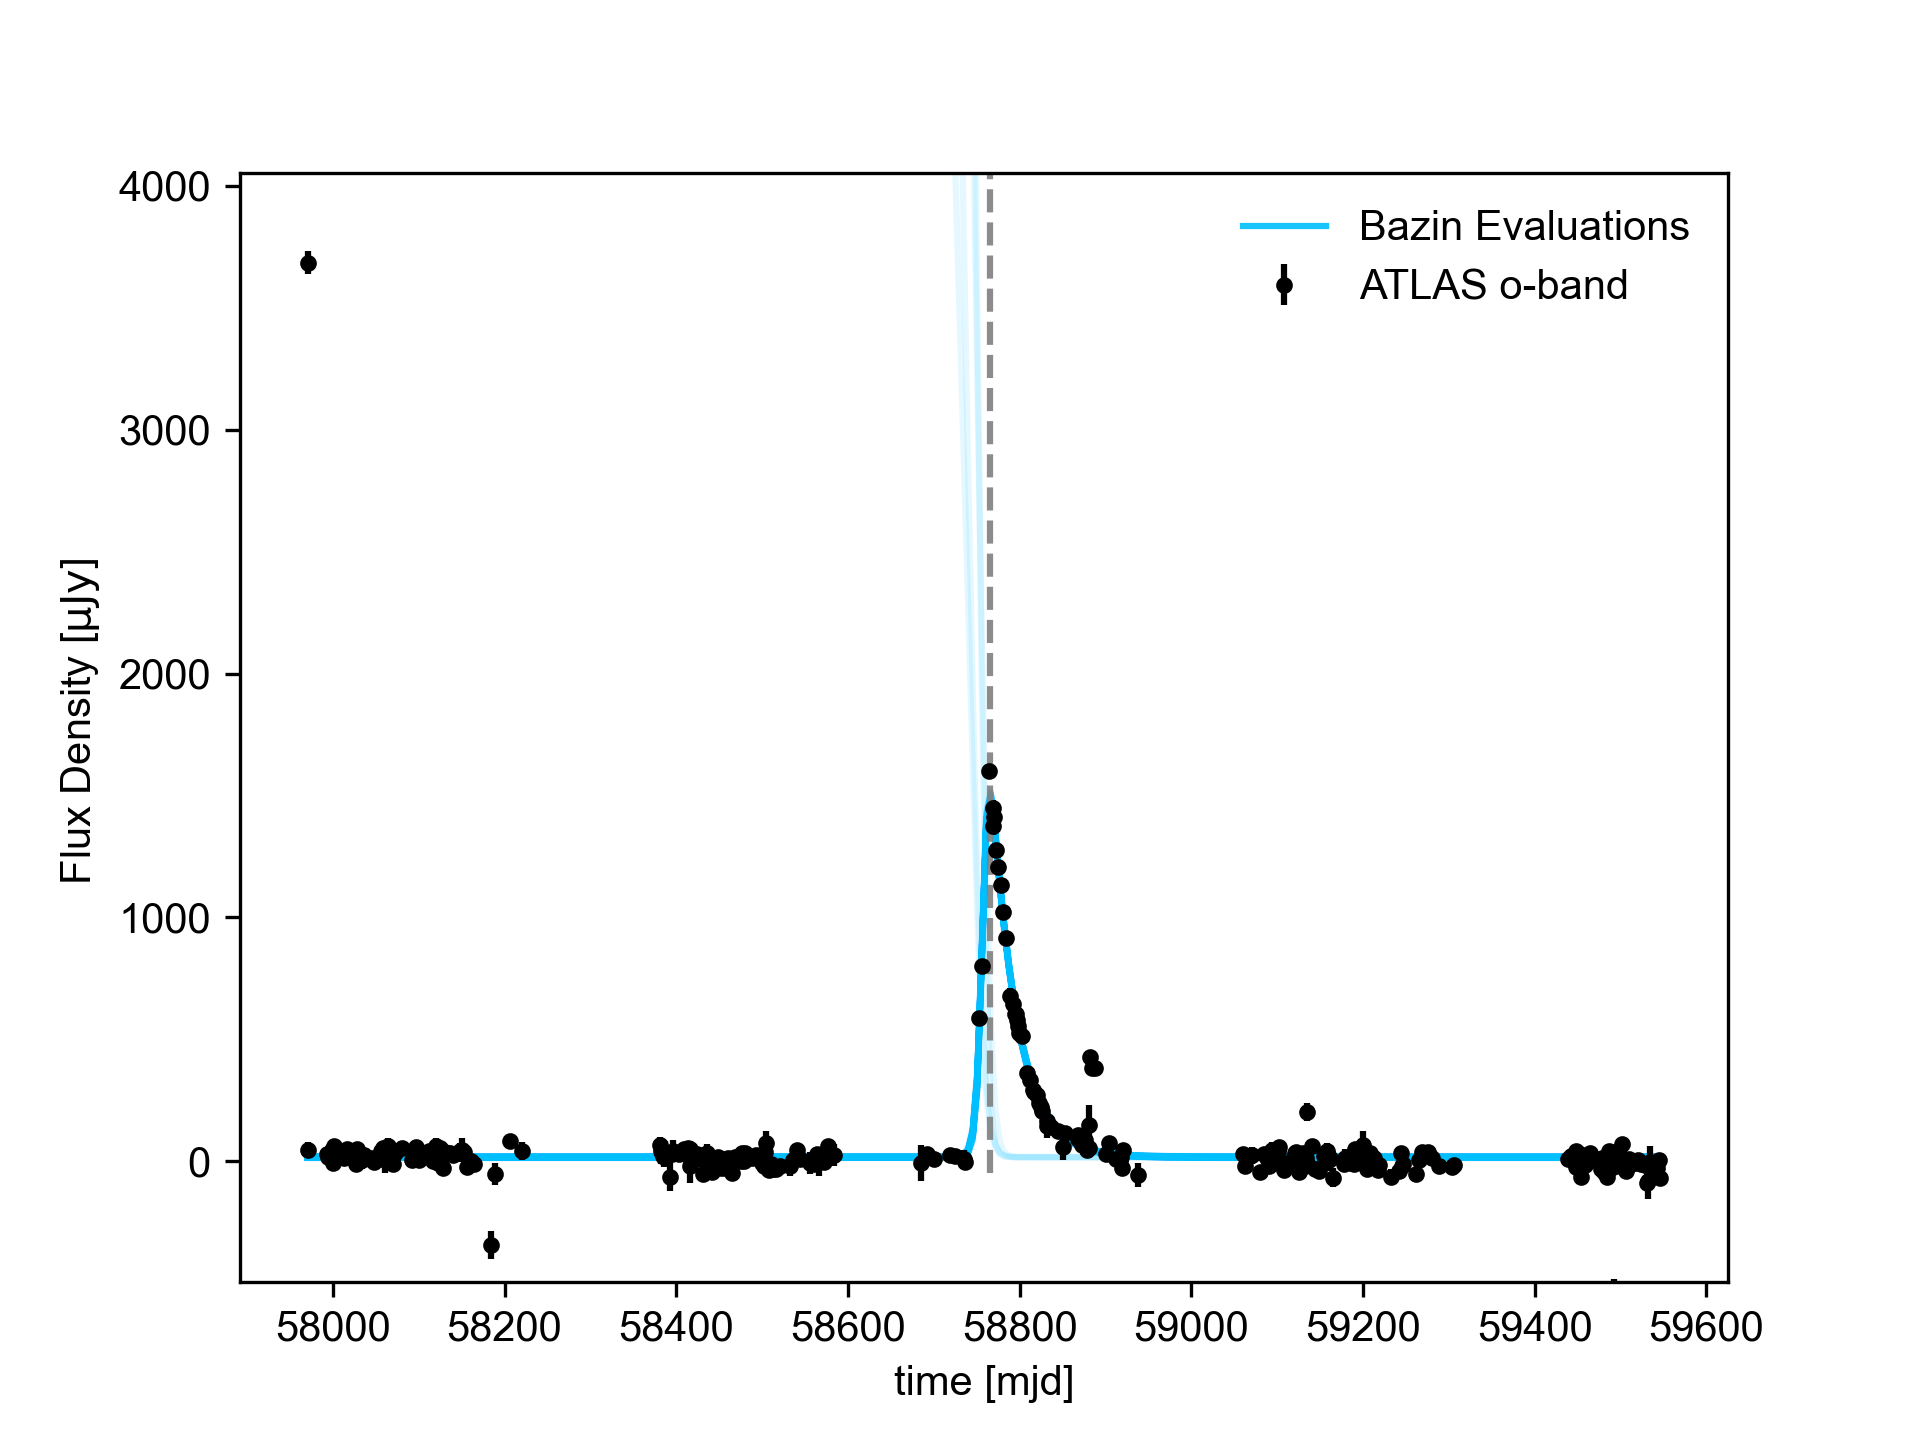 4000
3000
2000
1000
0
Flux Density [µJy]
Bazin Evaluations
ATLAS o-band
58000 58200 58400 58600 58800 59000 59200 59400 59600
time [mjd]